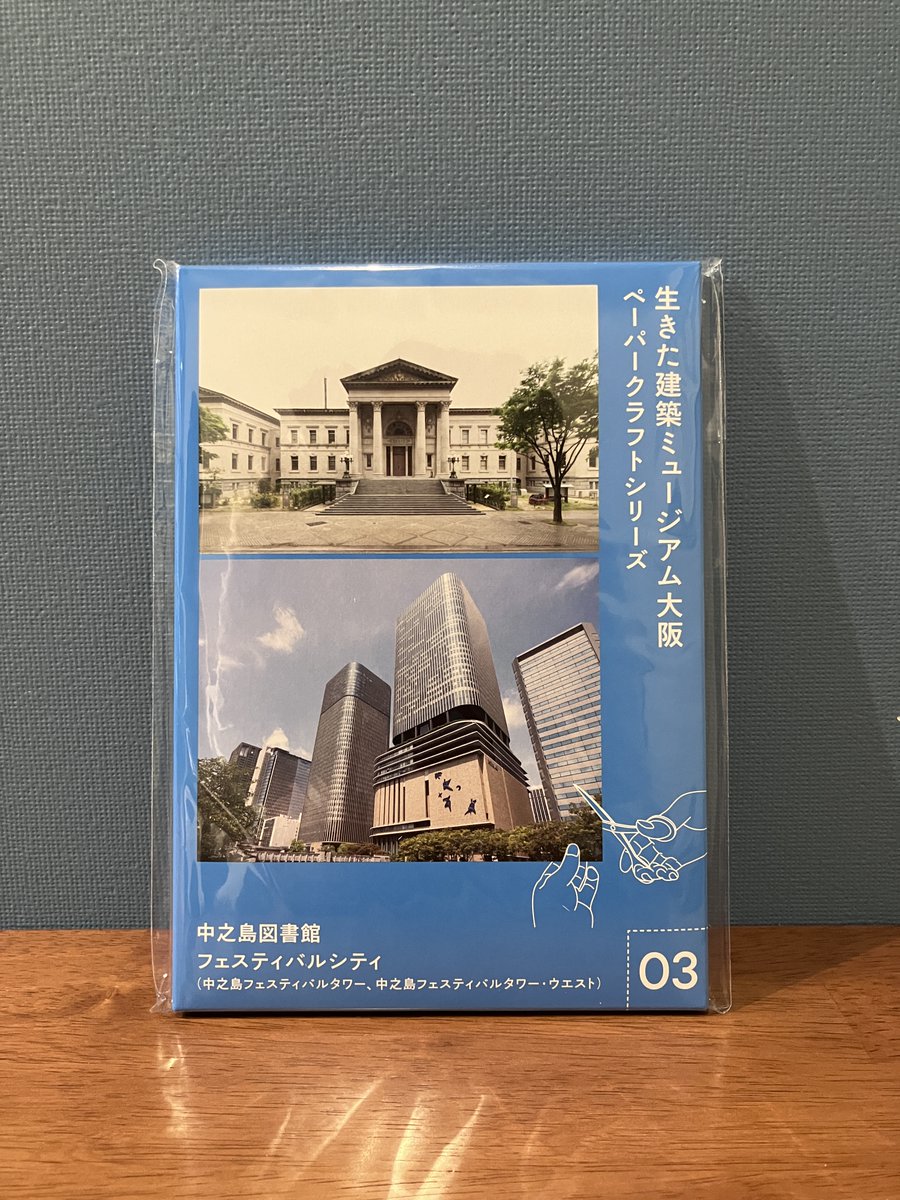 生きた建築ミュージアム大阪
ペーパークラフトシリーズ
中之島図書館
フェスティバルシティ
(中之島フェスティバルタワー、中之島フェスティバルタワー・ウエスト)
03